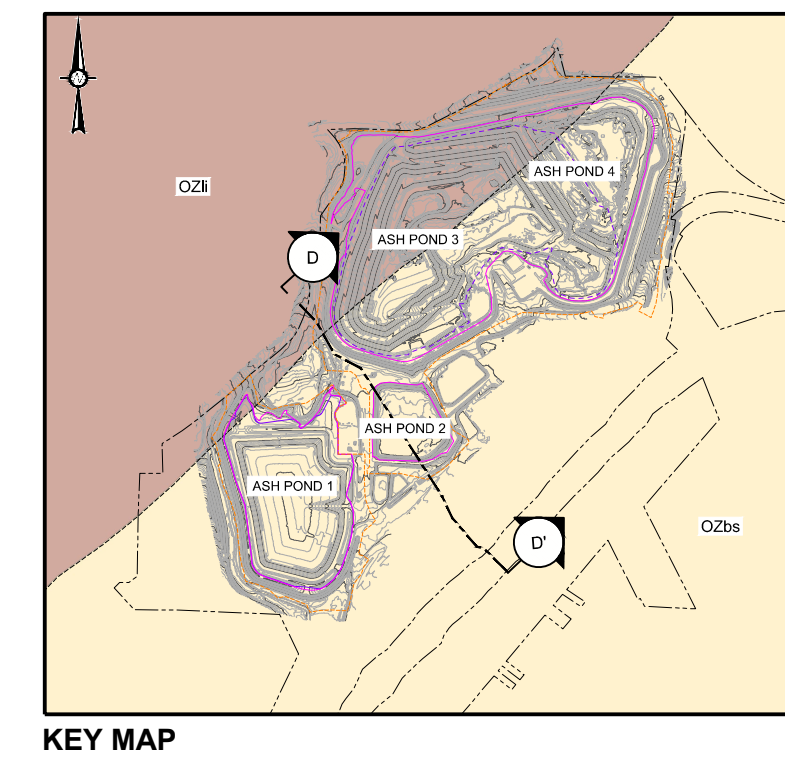 N
OZli
ASH POND 4
ASH POND 3
D
ASH POND 2
ASH POND 1
OZbs
D'
KEY MAP